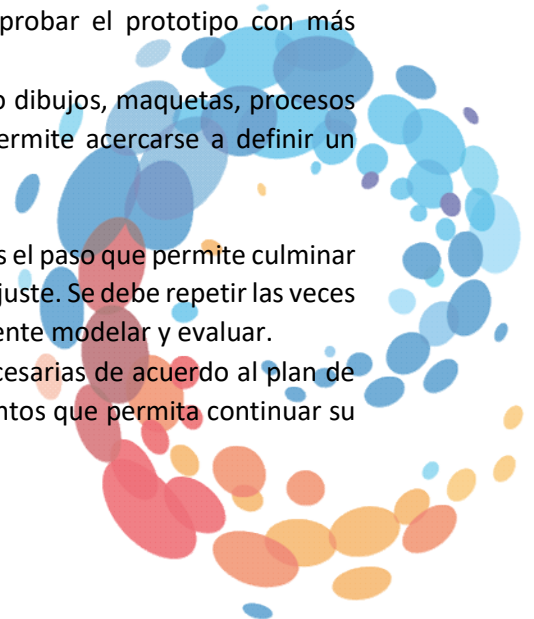 probar el prototipo con más
dibujos, maquetas, procesos
ermite acercarse a definir un
s el paso que permite culminar
juste. Se debe repetir las veces
ente modelar y evaluar.
cesarias de acuerdo al plan de
ntos que permita continuar su